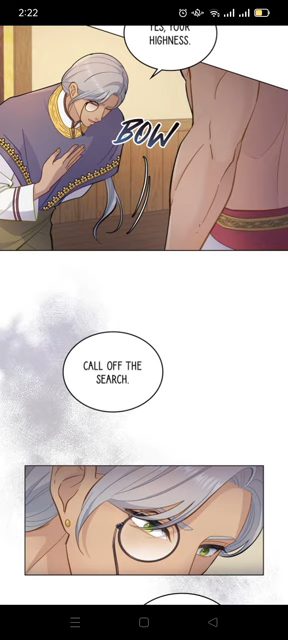 2:22
YES, YOUR
HIGHNESS.
BOW
CALL OFF THE
SEARCH.